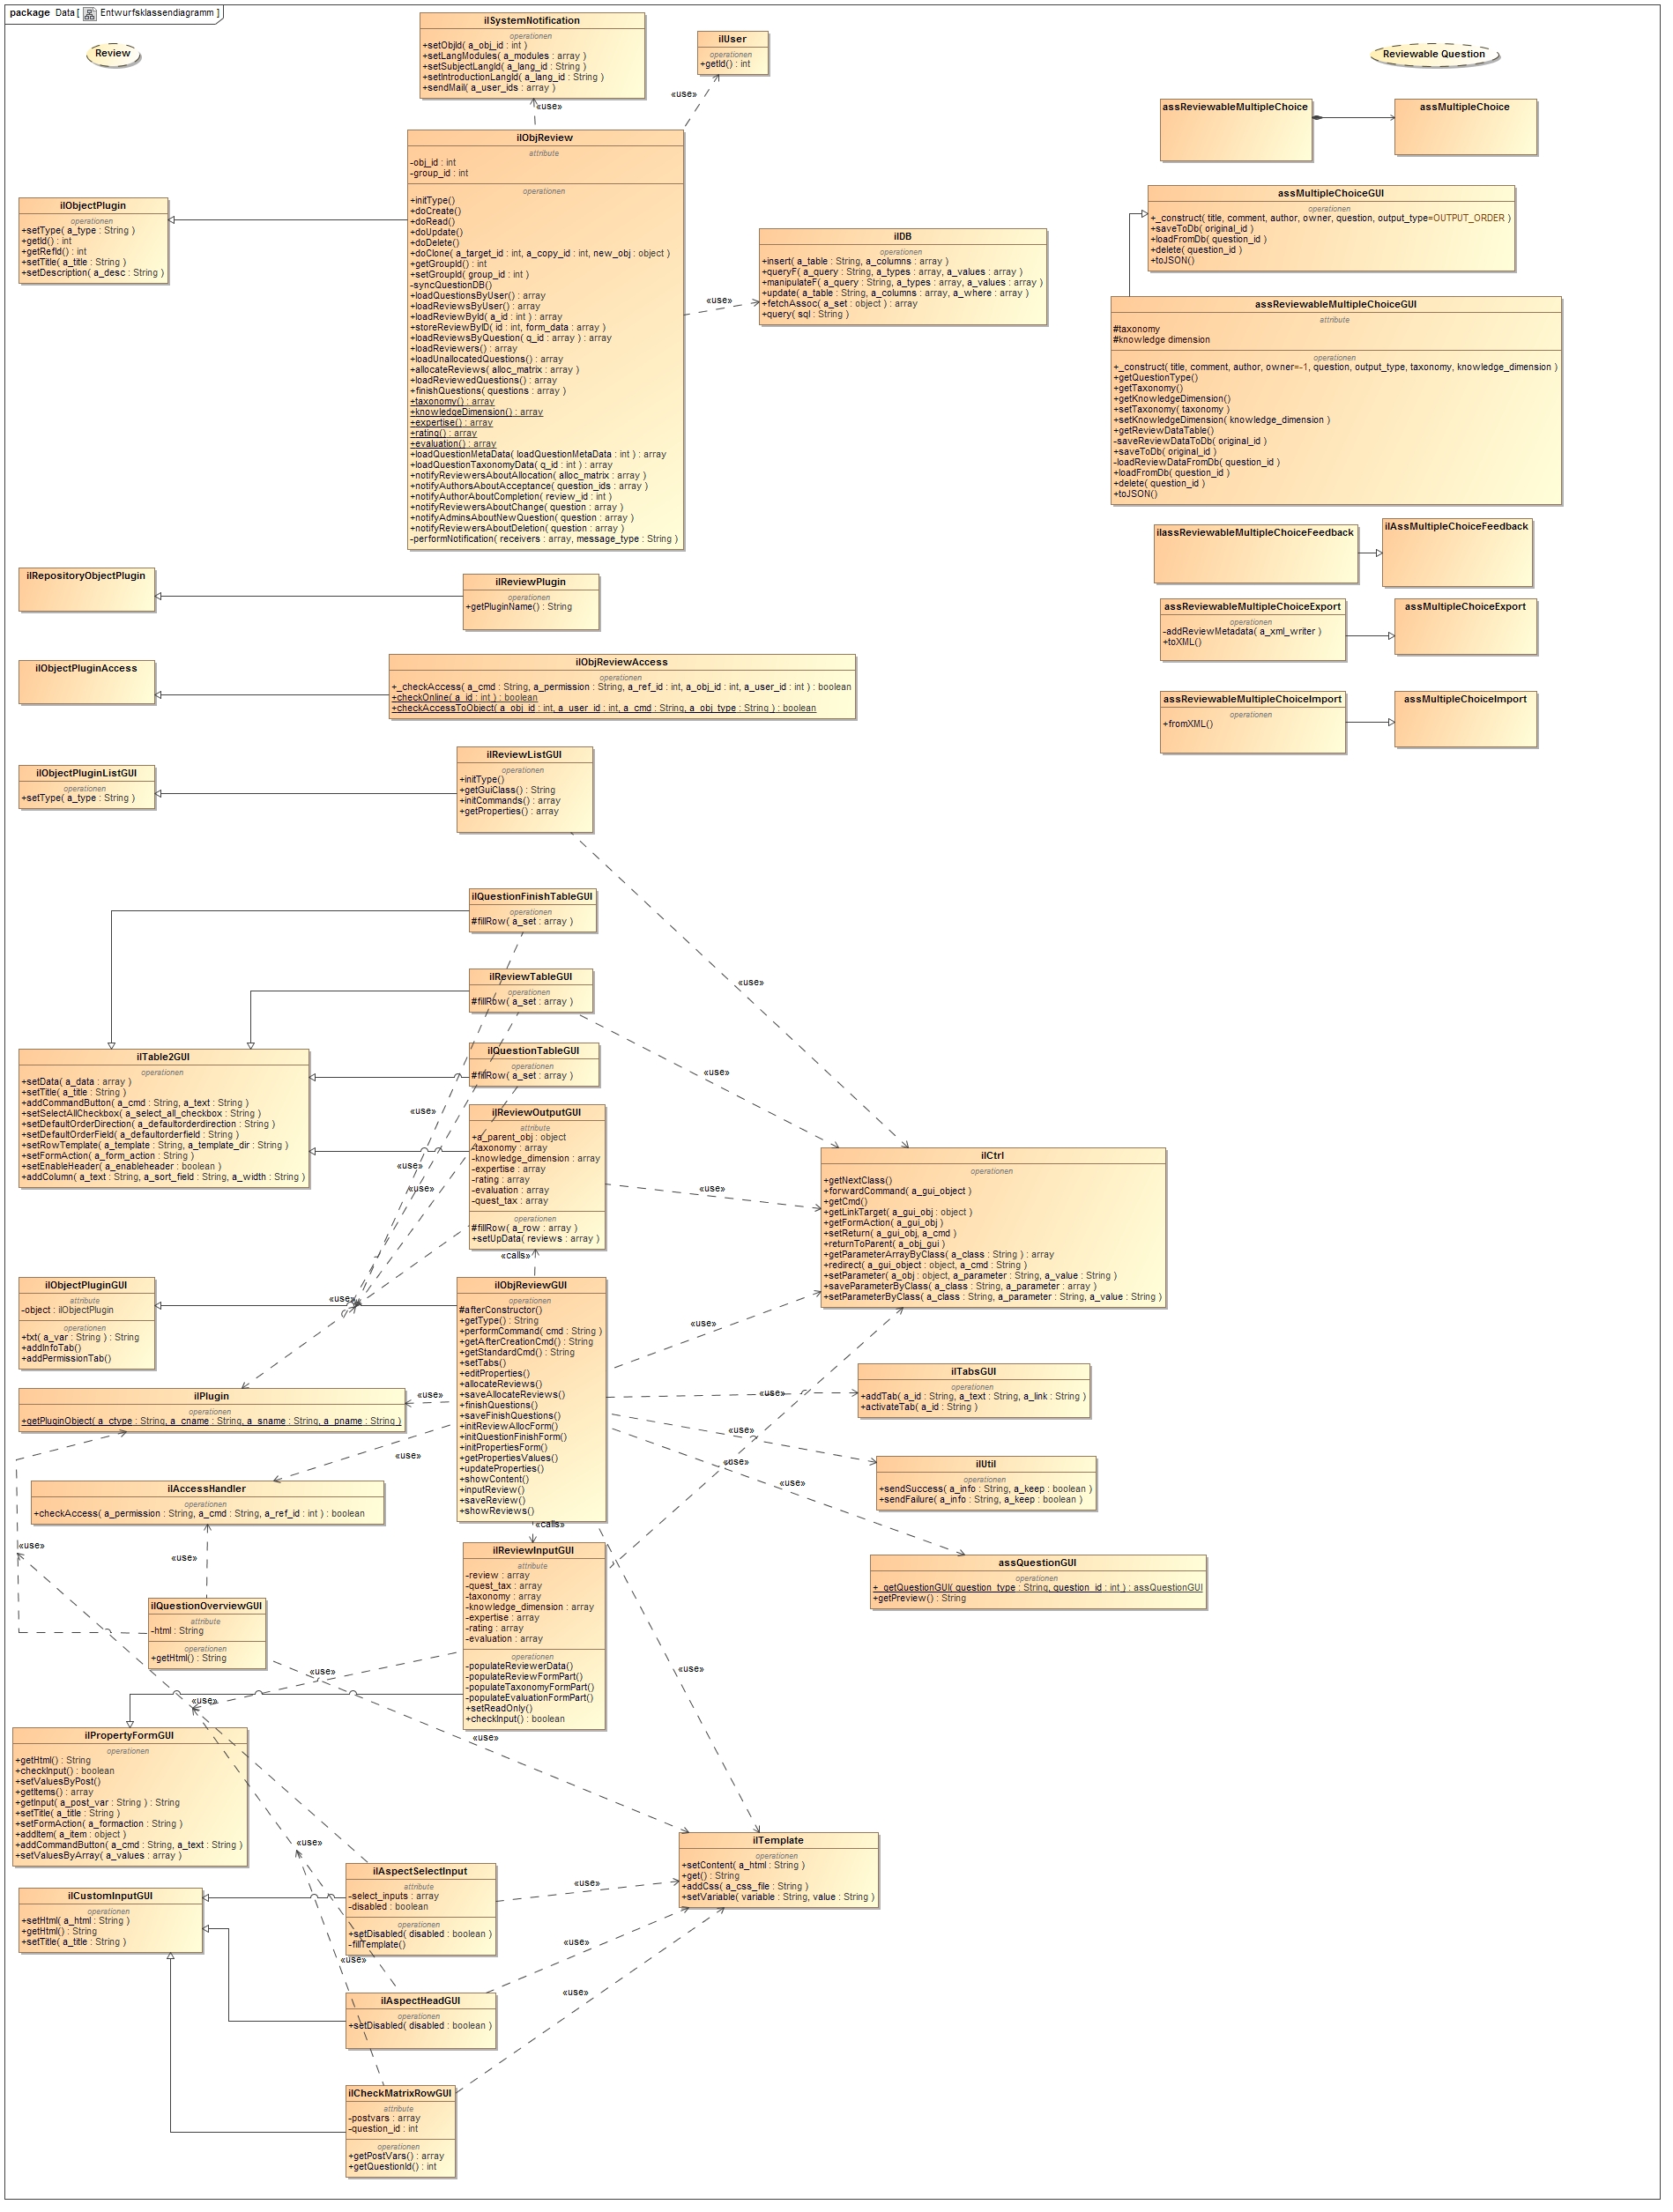 package Data [ Entwurfsklassendiagramm ]
Review
ilSystemNotification
operationen
+setObjId( a_obj_id : int )
+setLangModules( a_modules : array )
+setSubjectLangId( a_lang_id : String )
+setIntroductionLangId( a_lang_id : String )
+sendMail( a_user_ids : array )
ilUser
operationen
+getId() : int
«use»
«use»
ilObjReview
attribute
-obj_id : int
-group_id : int
operationen
+initType()
+doCreate()
+doRead()
+doUpdate()
+doDelete()
+doClone( a_target_id : int, a_copy_id : int, new_obj : object )
+getGroupId() : int
+setGroupId( group_id : int )
-syncQuestionDB()
+loadQuestionsByUser() : array
+loadReviewsByUser() : array
+loadReviewById( a_id : int ) : array
+storeReviewByID( id : int, form_data : array )
+loadReviewsByQuestion( q_id : array ) : array
+loadReviewers() : array
+loadUnallocatedQuestions() : array
+allocateReviews( alloc_matrix : array )
+loadReviewedQuestions() : array
+finishQuestions( questions : array )
+taxonomy() : array
+knowledgeDimension() : array
+expertise() : array
+rating() : array
+evaluation() : array
+loadQuestionMetaData( loadQuestionMetaData : int ) : array
+loadQuestionTaxonomyData( q_id : int ) : array
+notifyReviewersAboutAllocation( alloc_matrix : array )
+notifyAuthorsAboutAcceptance( question_ids : array )
+notifyAuthorAboutCompletion( review_id : int )
+notifyReviewersAboutChange( question : array )
+notifyAdminsAboutNewQuestion( question : array )
+notifyReviewersAboutDeletion( question : array )
-performNotification( receivers : array, message_type : String )
ilObjectPlugin
operationen
+setType( a_type : String )
+getId() : int
+getRefId() : int
+setTitle( a_title : String )
+setDescription( a_desc : String )
«use»
ilDB
operationen
+insert( a_table : String, a_columns : array )
+queryF( a_query : String, a_types : array, a_values : array )
+manipulateF( a_query : String, a_types : array, a_values : array )
+update( a_table : String, a_columns : array, a_where : array )
+fetchAssoc( a_set : object ) : array
+query( sql : String )
Reviewable Question
assReviewableMultipleChoice
assMultipleChoice
assMultipleChoiceGUI
operationen
+_construct( title, comment, author, owner, question, output_type=OUTPUT_ORDER )
+saveToDb( original_id )
+loadFromDb( question_id )
+delete( question_id )
+toJSON()
assReviewableMultipleChoiceGUI
attribute
#taxonomy
#knowledge dimension
operationen
+_construct( title, comment, author, owner=-1, question, output_type, taxonomy, knowledge_dimension )
+getQuestionType()
+getTaxonomy()
+getKnowledgeDimension()
+setTaxonomy( taxonomy )
+setKnowledgeDimension( knowledge_dimension )
+getReviewDataTable()
-saveReviewDataToDb( original_id )
+saveToDb( original_id )
-loadReviewDataFromDb( question_id )
+loadFromDb( question_id )
+delete( question_id )
+toJSON()
ilassReviewableMultipleChoiceFeedback
ilAssMultipleChoiceFeedback
assReviewableMultipleChoiceExport
operationen
-addReviewMetadata( a_xml_writer )
+toXML()
assMultipleChoiceExport
assReviewableMultipleChoiceImport
operationen
+fromXML()
assMultipleChoiceImport
ilRepositoryObjectPlugin
ilReviewPlugin
operationen
+getPluginName() : String
ilObjectPluginAccess
ilObjReviewAccess
operationen
+_checkAccess( a_cmd : String, a_permission : String, a_ref_id : int, a_obj_id : int, a_user_id : int ) : boolean
+checkOnline( a_id : int ) : boolean
+checkAccessToObject( a_obj_id : int, a_user_id : int, a_cmd : String, a_obj_type : String ) : boolean
ilObjectPluginListGUI
operationen
+setType( a_type : String )
ilReviewListGUI
operationen
+initType()
+getGuiClass() : String
+initCommands() : array
+getProperties() : array
ilQuestionFinishTableGUI
operationen
#fillRow( a_set : array )
ilReviewTableGUI
operationen
#fillRow( a_set : array )
«use»
ilQuestionTableGUI
operationen
#fillRow( a_set : array )
«use»
ilTable2GUI
operationen
+setData( a_data : array )
+setTitle( a_title : String )
+addCommandButton( a_cmd : String, a_text : String )
+setSelectAllCheckbox( a_select_all_checkbox : String )
+setDefaultOrderDirection( a_defaultorderdirection : String )
+setDefaultOrderField( a_defaultorderfield : String )
+setRowTemplate( a_template : String, a_template_dir : String )
+setFormAction( a_form_action : String )
+setEnableHeader( a_enableheader : boolean )
+addColumn( a_text : String, a_sort_field : String, a_width : String )
«use»
«use»
«use»
ilReviewOutputGUI
attribute
+a_parent_obj : object
-taxonomy : array
-knowledge_dimension : array
-expertise : array
-rating : array
-evaluation : array
-quest_tax : array
operationen
#fillRow( a_row : array )
+setUpData( reviews : array )
«use»
«calls»
ilCtrl
operationen
+getNextClass()
+forwardCommand( a_gui_object )
+getCmd()
+getLinkTarget( a_gui_obj : object )
+getFormAction( a_gui_obj )
+setReturn( a_gui_obj, a_cmd )
+returnToParent( a_obj_gui )
+getParameterArrayByClass( a_class : String ) : array
+redirect( a_gui_object : object, a_cmd : String )
+setParameter( a_obj : object, a_parameter : String, a_value : String )
+saveParameterByClass( a_class : String, a_parameter : array )
+setParameterByClass( a_class : String, a_parameter : String, a_value : String )
ilObjectPluginGUI
attribute
-object : ilObjectPlugin
operationen
+txt( a_var : String ) : String
+addInfoTab()
+addPermissionTab()
«use»
ilObjReviewGUI
operationen
#afterConstructor()
+getType() : String
+performCommand( cmd : String )
+getAfterCreationCmd() : String
+getStandardCmd() : String
+setTabs()
+editProperties()
+allocateReviews()
+saveAllocateReviews()
+finishQuestions()
+saveFinishQuestions()
+initReviewAllocForm()
+initQuestionFinishForm()
+initPropertiesForm()
+getPropertiesValues()
+updateProperties()
+showContent()
+inputReview()
+saveReview()
+showReviews()
«use»
«use»
ilTabsGUI
operationen
+addTab( a_id : String, a_text : String, a_link : String )
+activateTab( a_id : String )
ilPlugin
operationen
+getPluginObject( a_ctype : String, a_cname : String, a_sname : String, a_pname : String )
«use»
«use»
«use»
«use»
«use»
ilUtil
operationen
+sendSuccess( a_info : String, a_keep : boolean )
+sendFailure( a_info : String, a_keep : boolean )
ilAccessHandler
operationen
+checkAccess( a_permission : String, a_cmd : String, a_ref_id : int ) : boolean
«calls»
«use»
«use»
assQuestionGUI
operationen
+_getQuestionGUI( question_type : String, question_id : int ) : assQuestionGUI
+getPreview() : String
ilReviewInputGUI
attribute
-review : array
-quest_tax : array
-taxonomy : array
-knowledge_dimension : array
-expertise : array
-rating : array
-evaluation : array
operationen
-populateReviewerData()
-populateReviewFormPart()
-populateTaxonomyFormPart()
-populateEvaluationFormPart()
+setReadOnly()
+checkInput() : boolean
ilQuestionOverviewGUI
attribute
-html : String
operationen
+getHtml() : String
«use»
«use»
«use»
«use»
ilPropertyFormGUI
operationen
+getHtml() : String
+checkInput() : boolean
+setValuesByPost()
+getItems() : array
+getInput( a_post_var : String ) : String
+setTitle( a_title : String )
+setFormAction( a_formaction : String )
+addItem( a_item : object )
+addCommandButton( a_cmd : String, a_text : String )
+setValuesByArray( a_values : array )
«use»
ilTemplate
operationen
+setContent( a_html : String )
+get() : String
+addCss( a_css_file : String )
+setVariable( variable : String, value : String )
ilAspectSelectInput
attribute
-select_inputs : array
-disabled : boolean
operationen
+setDisabled( disabled : boolean )
-fillTemplate()
«use»
ilCustomInputGUI
operationen
+setHtml( a_html : String )
+getHtml() : String
+setTitle( a_title : String )
«use»
«use»
«use»
ilAspectHeadGUI
operationen
+setDisabled( disabled : boolean )
ilCheckMatrixRowGUI
attribute
-postvars : array
-question_id : int
operationen
+getPostVars() : array
+getQuestionId() : int